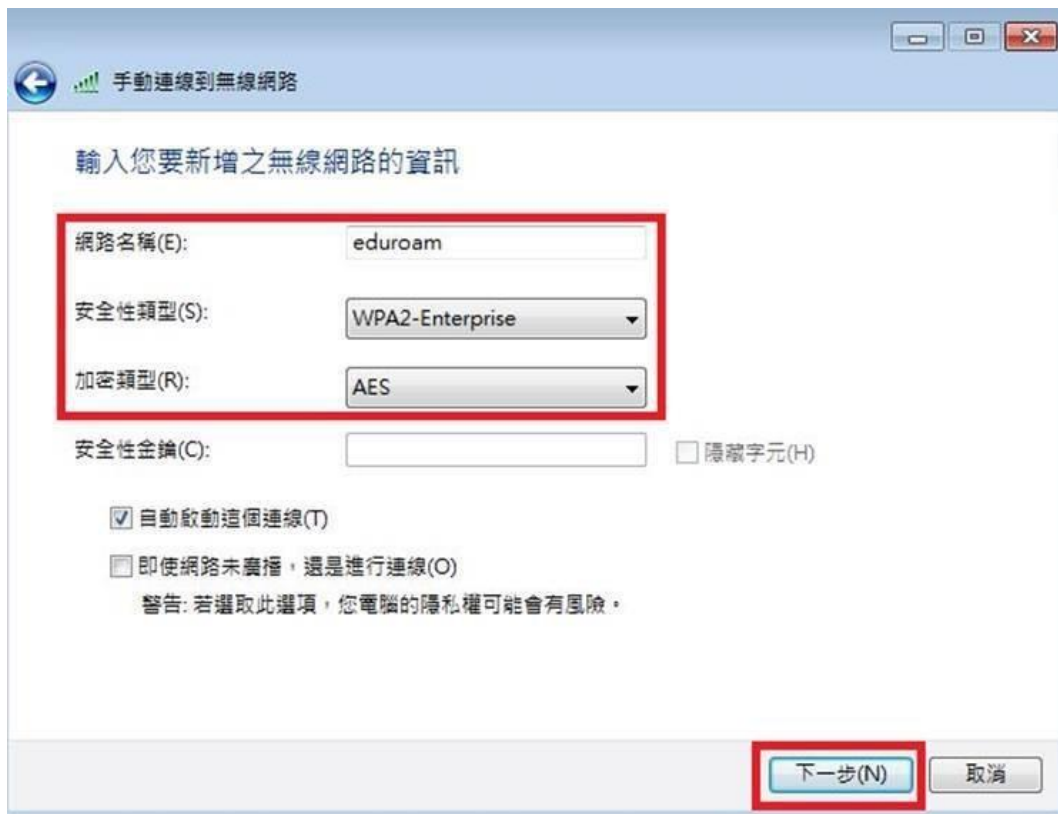 手動連線到無線網路
輸入您要新增之無線網路的資訊
網路名稱(E): eduroam
安全性類型(S): WPA2-Enterprise
加密類型(R): AES
安全性金鑰(C): 隱藏字元(H)
自動啟動這個連線(T)
即使網路未廣播，還是進行連線(O)
警告: 若選取此選項，您電腦的隱私權可能會有風險。
下一步(N) 取消